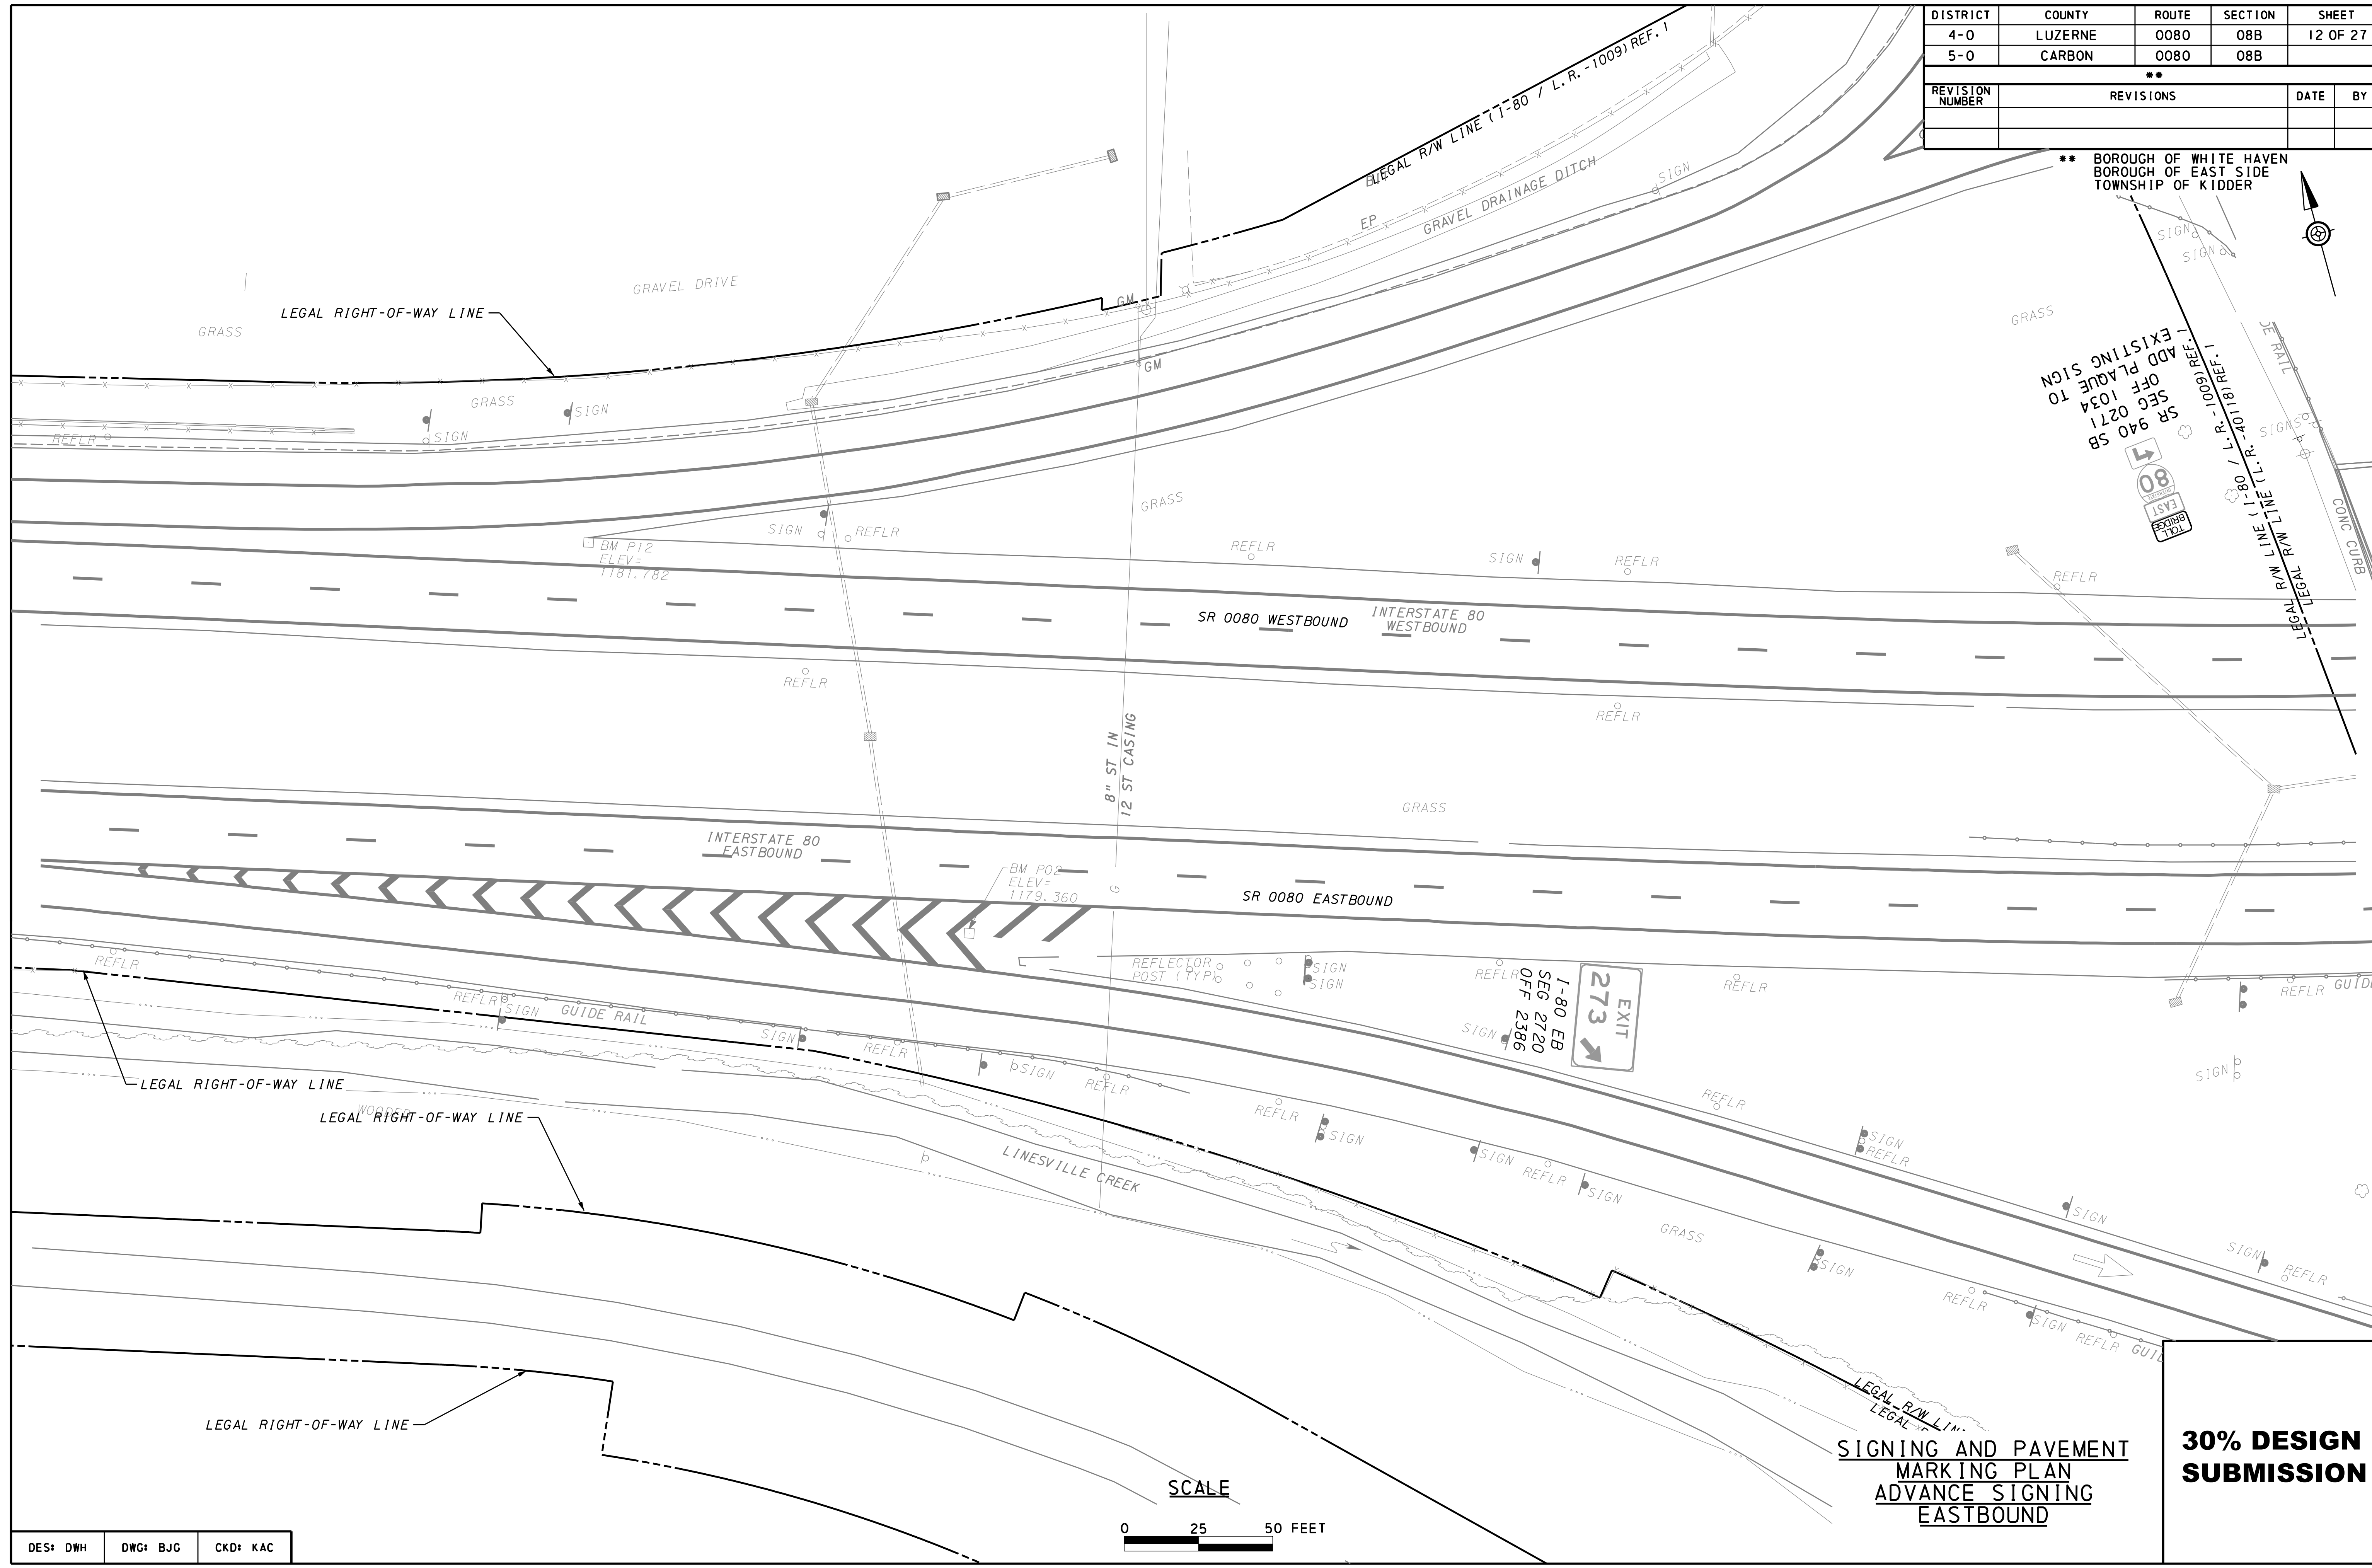 DISTRICT COUNTY ROUTE SECTION SHEET
4-0 LUZERNE 0080 08B 12 OF 27
5-0 CARBON 0080 08B
**
REVISION NUMBER REVISIONS DATE BY
** BOROUGH OF WHITE HAVEN
BOROUGH OF EAST SIDE
TOWNSHIP OF KIDDER
LEGAL R/W LINE (I-80 / L.R.-1009) REF. 1
EP
GRAVEL DRAINAGE DITCH
SIGN
SIGN
SIGN
GRAVEL DRIVE
LEGAL RIGHT-OF-WAY LINE
GRASS
GM
GM
GRASS
SIGN
SIGN
REFLR
GRASS
SR 940 SB
SEG 0271
OFF 1034
ADD PLAQUE TO
EXISTING SIGN
TOLL
BRIDGE
EAST
INTERSTATE
80
LEGAL R/W LINE (I-80 / L.R.-1009) REF. 1
LEGAL R/W LINE (L.R.-40118) REF. 1
DE RAIL
SIGNS
CONC CURB
GRASS
SIGN
REFLR
BM P12
ELEV=
1181.782
REFLR
SIGN
REFLR
REFLR
SR 0080 WESTBOUND
INTERSTATE 80
WESTBOUND
REFLR
REFLR
8" ST IN
12 ST CASING
GRASS
INTERSTATE 80
EASTBOUND
BM P02
ELEV=
1179.360
G
SR 0080 EASTBOUND
REFLR
REFLECTOR
POST (TYP)
SIGN
SIGN
REFLR
I-80 EB
SEG 2720
OFF 2386
EXIT
273
REFLR
REFLR
GUIDE
REFLR
SIGN
GUIDE RAIL
SIGN
REFLR
SIGN
SIGN
REFLR
SIGN
LEGAL RIGHT-OF-WAY LINE
WOODED
LEGAL RIGHT-OF-WAY LINE
REFLR
REFLR
SIGN
SIGN
REFLR
LINESVILLE CREEK
SIGN
REFLR
SIGN
GRASS
SIGN
SIGN
SIGN
REFLR
REFLR
SIGN
REFLR
GUID
LEGAL R/W LIN
LEGAL
LEGAL RIGHT-OF-WAY LINE
SIGNING AND PAVEMENT
MARKING PLAN
ADVANCE SIGNING
EASTBOUND
30% DESIGN
SUBMISSION
SCALE
0 25 50 FEET
DES: DWH DWG: BJG CKD: KAC